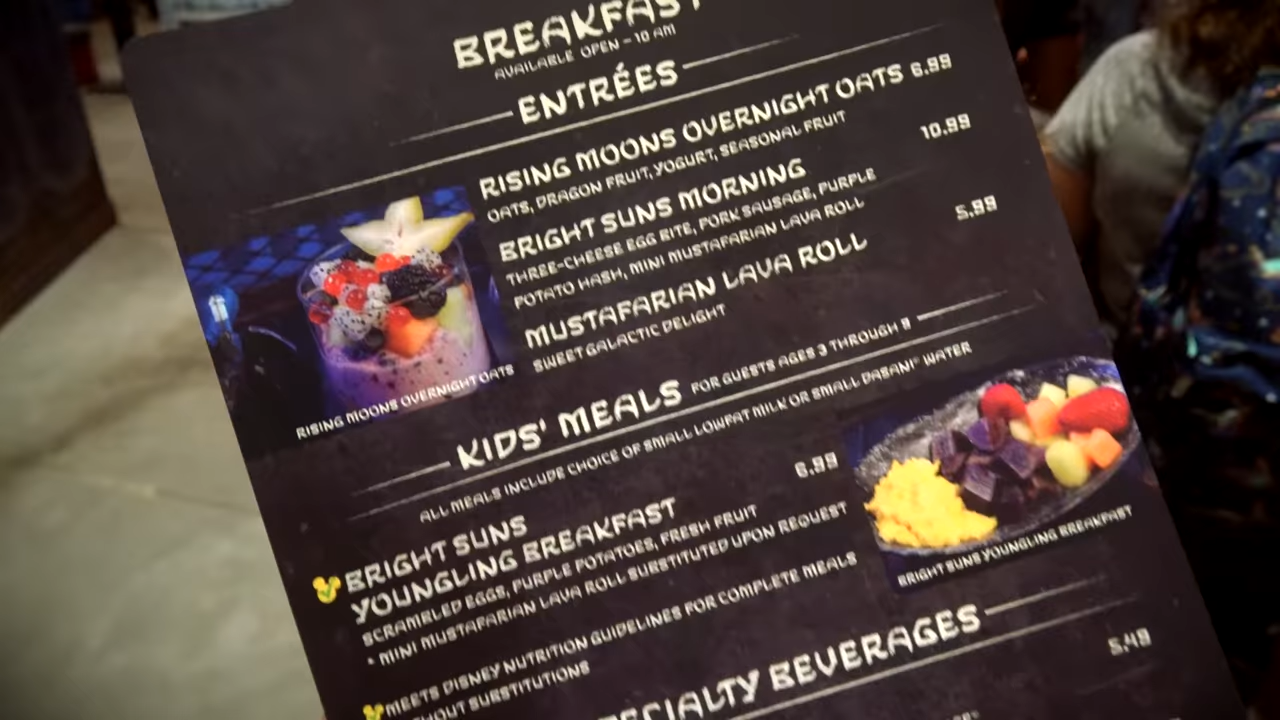 BREAKFAST
AVAILABLE OPEN - 10 AM
ENTRÉES
RISING MOONS OVERNIGHT OATS 6.99
OATS, DRAGON FRUIT, YOGURT, SEASONAL FRUIT
BRIGHT SUNS MORNING 10.99
THREE-CHEESE EGG BITE, PORK SAUSAGE, PURPLE
POTATO HASH, MINI MUSTAFARIAN LAVA ROLL
MUSTAFARIAN LAVA ROLL 5.99
SWEET GALACTIC DELIGHT
RISING MOONS OVERNIGHT OATS
KIDS' MEALS FOR GUESTS AGES 3 THROUGH 9
ALL MEALS INCLUDE CHOICE OF SMALL LOWFAT MILK OR SMALL DASANI® WATER
BRIGHT SUNS
YOUNGLING BREAKFAST 6.99
SCRAMBLED EGGS, PURPLE POTATOES, FRESH FRUIT
• MINI MUSTAFARIAN LAVA ROLL SUBSTITUTED UPON REQUEST
BRIGHT SUNS YOUNGLING BREAKFAST
MEETS DISNEY NUTRITION GUIDELINES FOR COMPLETE MEALS
WITHOUT SUBSTITUTIONS
SPECIALTY BEVERAGES
5.49